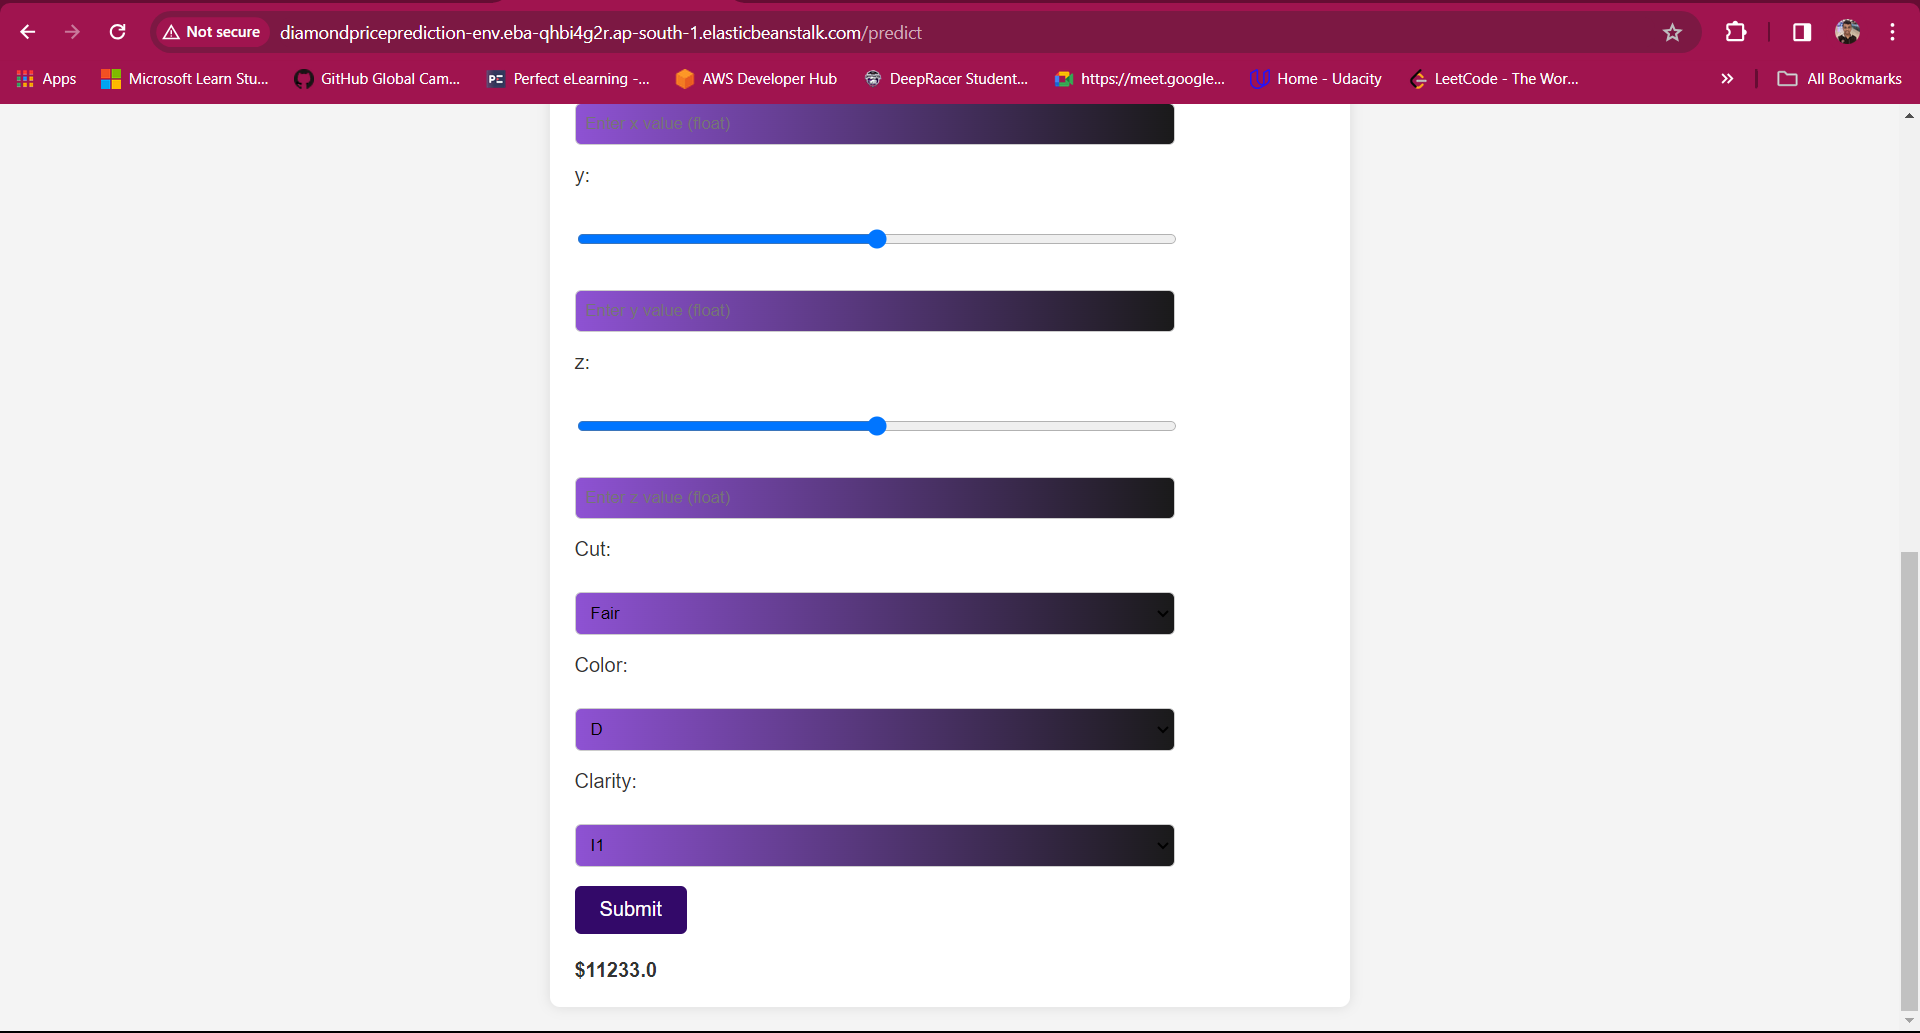 Not secure diamondpriceprediction-env.eba-qhbi4g2r.ap-south-1.elasticbeanstalk.com/predict
Apps Microsoft Learn Stu... GitHub Global Cam... PE Perfect eLearning -... AWS Developer Hub DeepRacer Student... https://meet.google... Home - Udacity LeetCode - The Wor... » All Bookmarks
Enter x value (float)
y:
Enter y value (float)
z:
Enter z value (float)
Cut:
Fair
Color:
D
Clarity:
I1
Submit
$11233.0